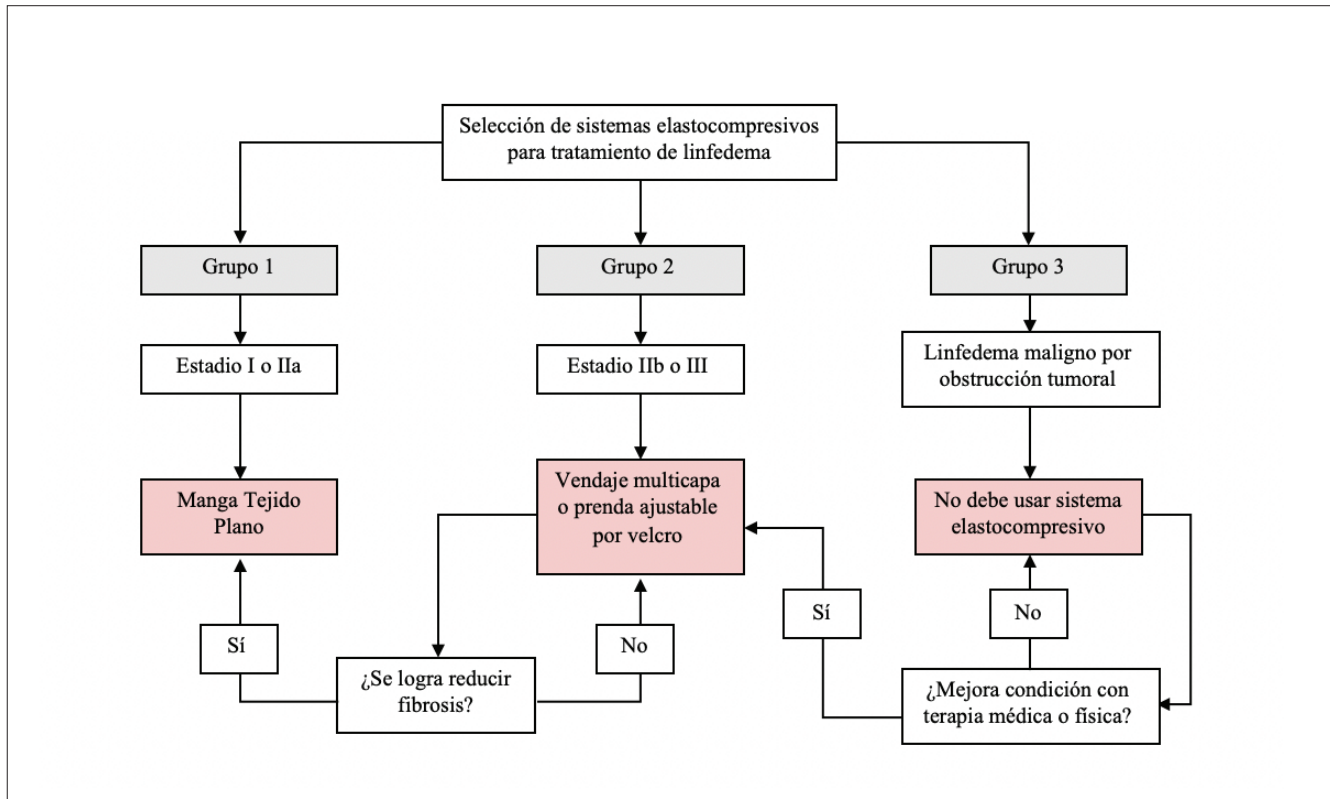 Selección de sistemas elastocompresivos
para tratamiento de linfedema
Grupo 1
Grupo 2
Grupo 3
Estadio I o IIa
Estadio IIb o III
Linfedema maligno por
obstrucción tumoral
Manga Tejido
Plano
Vendaje multicapa
o prenda ajustable
por velcro
No debe usar sistema
elastocompresivo
Sí
No
Sí
No
¿Se logra reducir
fibrosis?
¿Mejora condición con
terapia médica o física?